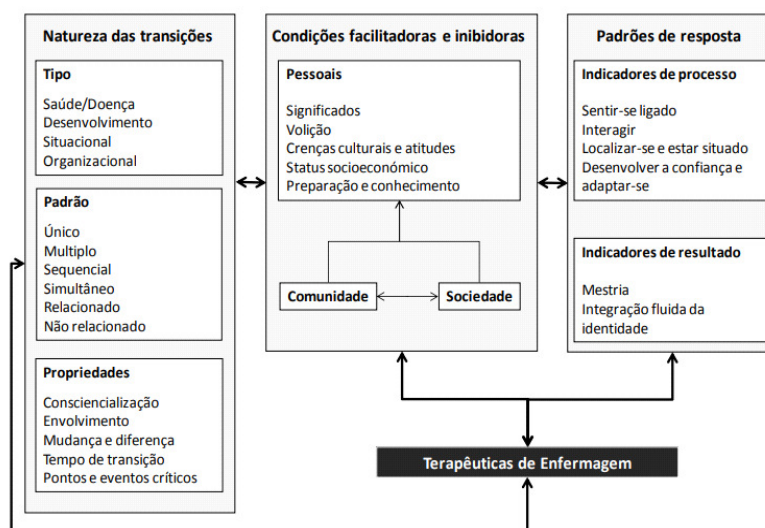 Natureza das transições
Tipo
Saúde/Doença
Desenvolvimento
Situacional
Organizacional
Padrão
Único
Multiplo
Sequencial
Simultâneo
Relacionado
Não relacionado
Propriedades
Consciencialização
Envolvimento
Mudança e diferença
Tempo de transição
Pontos e eventos críticos
Condições facilitadoras e inibidoras
Pessoais
Significados
Volição
Crenças culturais e atitudes
Status socioeconómico
Preparação e conhecimento
Comunidade
Sociedade
Padrões de resposta
Indicadores de processo
Sentir-se ligado
Interagir
Localizar-se e estar situado
Desenvolver a confiança e
adaptar-se
Indicadores de resultado
Mestria
Integração fluida da
identidade
Terapêuticas de Enfermagem